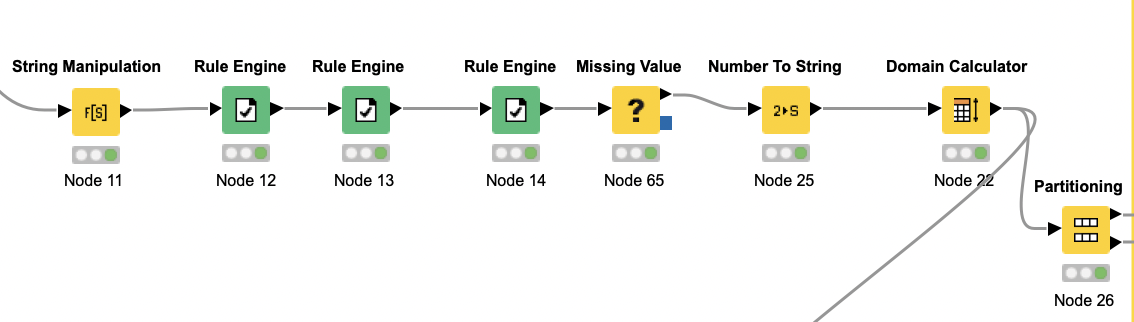 String Manipulation
Rule Engine
Rule Engine
Rule Engine
Missing Value
Number To String
Domain Calculator
F[S]
?
2▸S
Node 11
Node 12
Node 13
Node 14
Node 65
Node 25
Node 22
Partitioning
Node 26